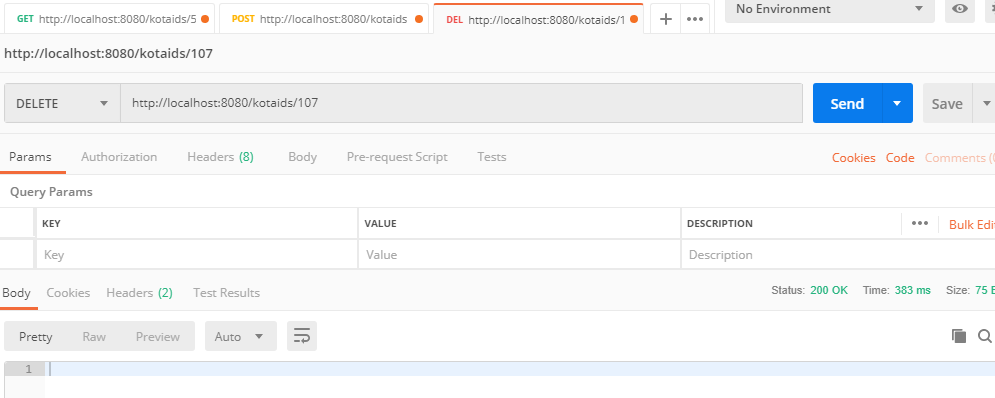 GET http://localhost:8080/kotaids/5 POST http://localhost:8080/kotaids DEL http://localhost:8080/kotaids/1 + ••• No Environment
http://localhost:8080/kotaids/107
DELETE http://localhost:8080/kotaids/107 Send Save
Params Authorization Headers (8) Body Pre-request Script Tests Cookies Code Comments (
Query Params
KEY VALUE DESCRIPTION ••• Bulk Edi
Key Value Description
Body Cookies Headers (2) Test Results Status: 200 OK Time: 383 ms Size: 75
Pretty Raw Preview Auto
1